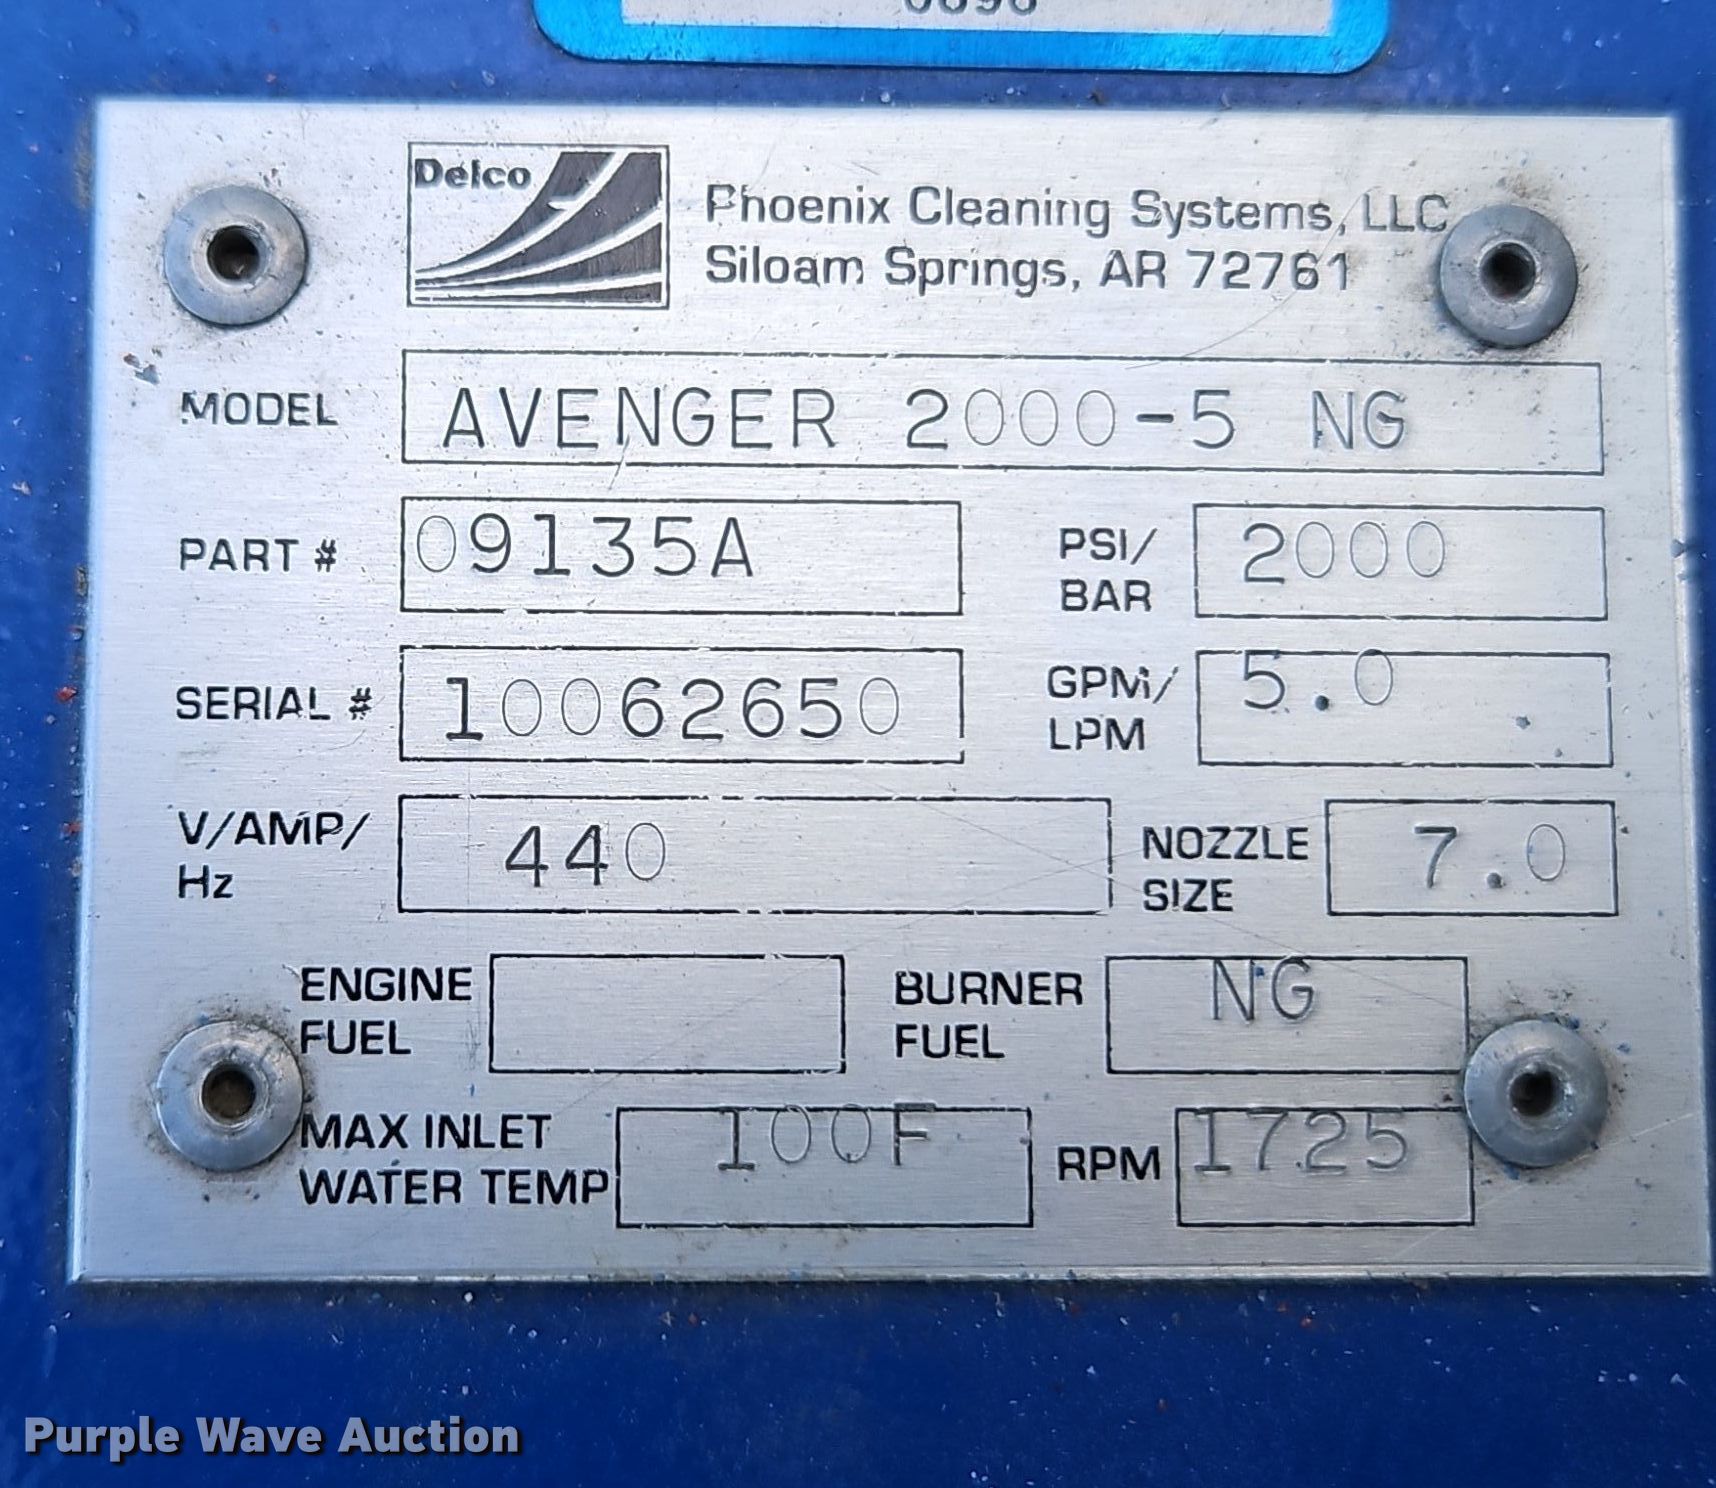 Delco
Phoenix Cleaning Systems, LLC
Siloam Springs, AR 72761
MODEL AVENGER 2000-5 NG
PART # 09135A
PSI/
BAR 2000
SERIAL # 10062650
GPM/
LPM 5.0
V/AMP/
Hz 440
NOZZLE
SIZE 7.0
ENGINE
FUEL
BURNER
FUEL NG
MAX INLET
WATER TEMP 100F
RPM 1725
Purple Wave Auction